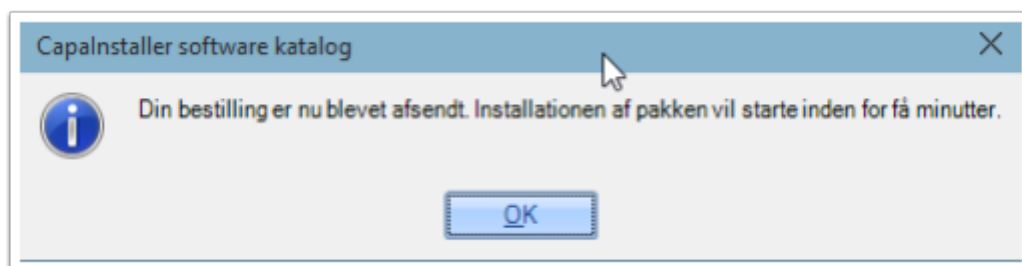 CapaInstaller software katalog
Din bestilling er nu blevet afsendt. Installationen af pakken vil starte inden for få minutter.
OK